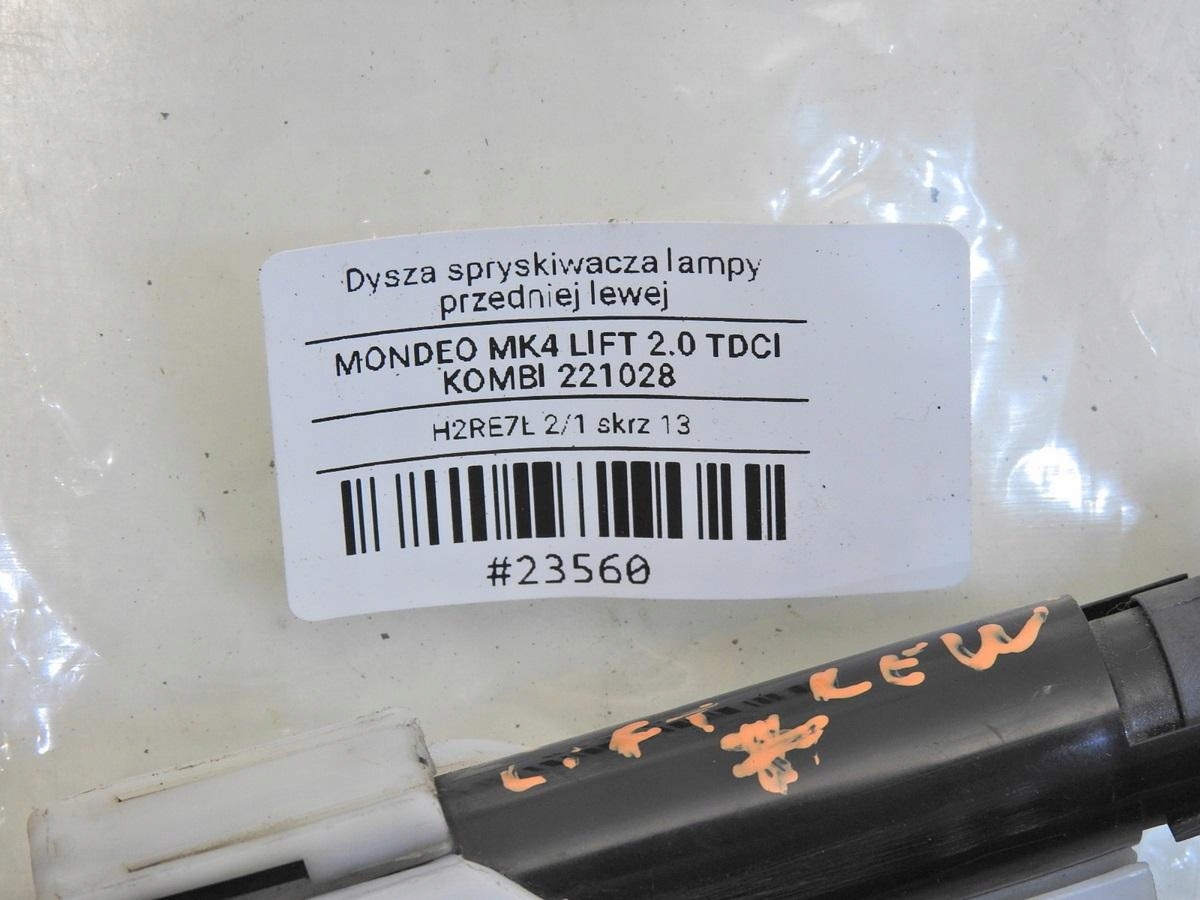 Dysza spryskiwacza lampy
przedniej lewej
MONDEO MK4 LIFT 2.0 TDCI
KOMBI 221028
H2RE7Ł 2/1 skrz 13
#23560
LIFT LEW
#